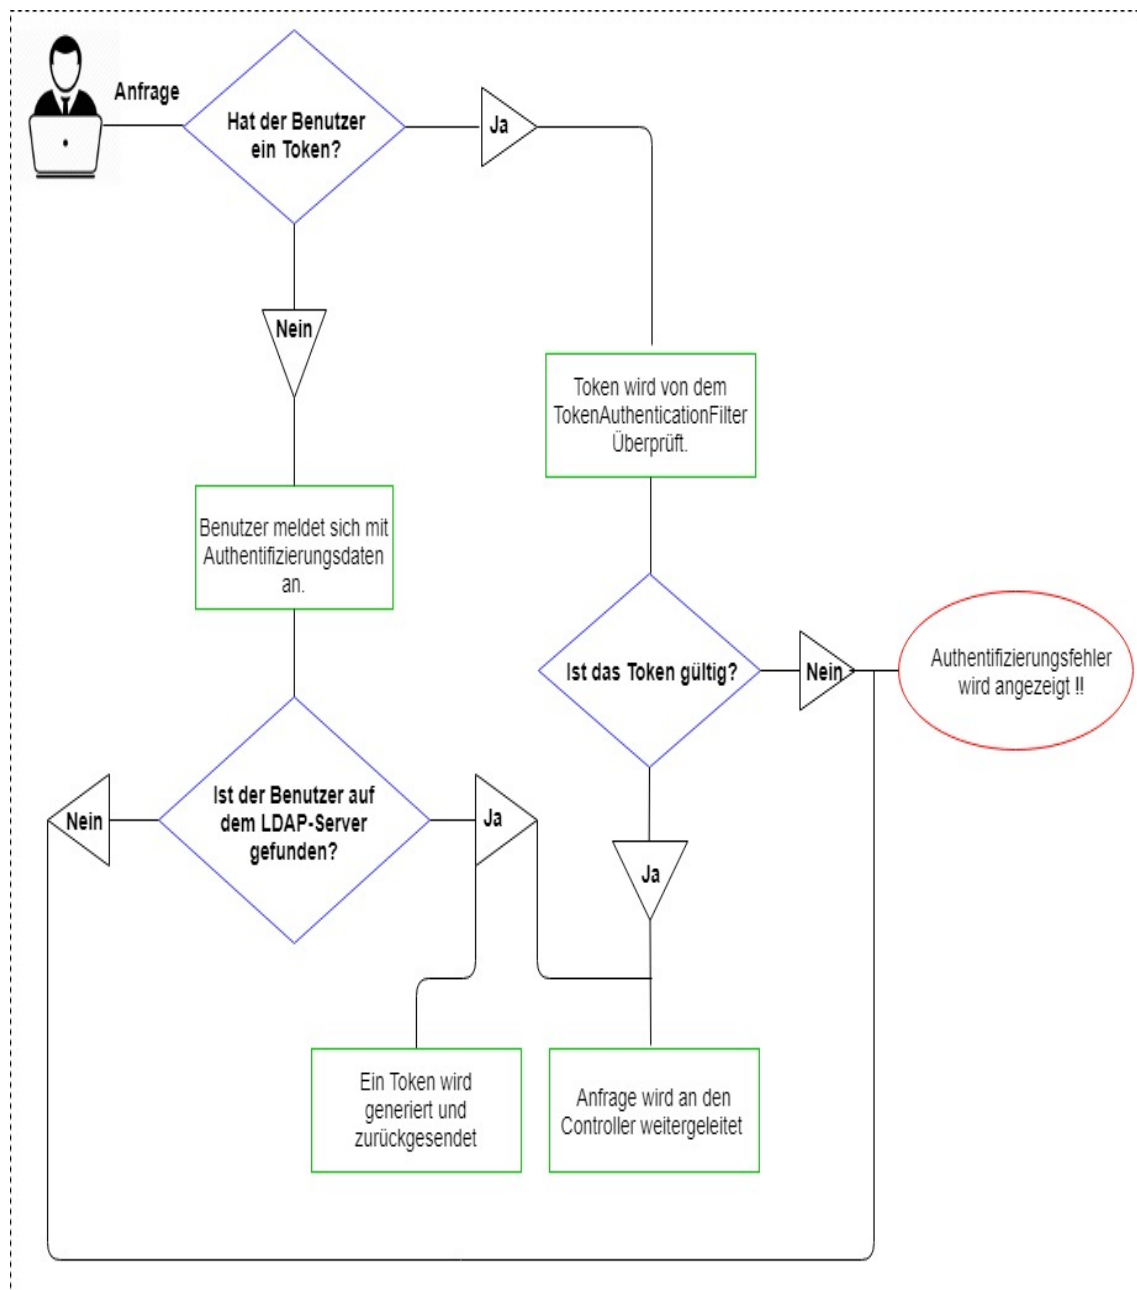 Anfrage
Hat der Benutzer
ein Token?
Ja
Nein
Token wird von dem
TokenAuthenticationFilter
Überprüft.
Benutzer meldet sich mit
Authentifizierungsdaten
an.
Ist das Token gültig?
Nein
Authentifizierungsfehler
wird angezeigt !!
Nein
Ist der Benutzer auf
dem LDAP-Server
gefunden?
Ja
Ja
Ein Token wird
generiert und
zurückgesendet
Anfrage wird an den
Controller weitergeleitet